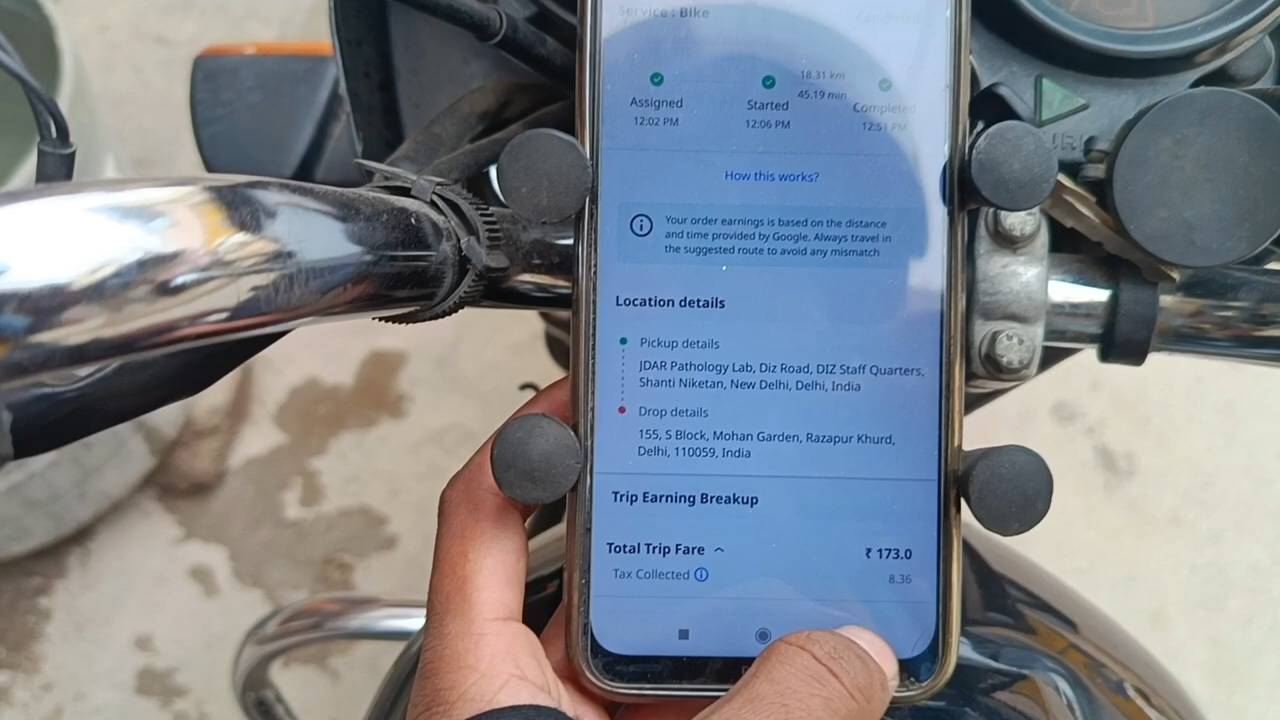 Service : Bike
18.31 km
45.19 min
Assigned
Started
Completed
12:02 PM
12:06 PM
12:51 PM
How this works?
Your order earnings is based on the distance
and time provided by Google. Always travel in
the suggested route to avoid any mismatch
Location details
Pickup details
JDAR Pathology Lab, Diz Road, DIZ Staff Quarters,
Shanti Niketan, New Delhi, Delhi, India
Drop details
155, S Block, Mohan Garden, Razapur Khurd,
Delhi, 110059, India
Trip Earning Breakup
Total Trip Fare ₹ 173.0
Tax Collected 8.36